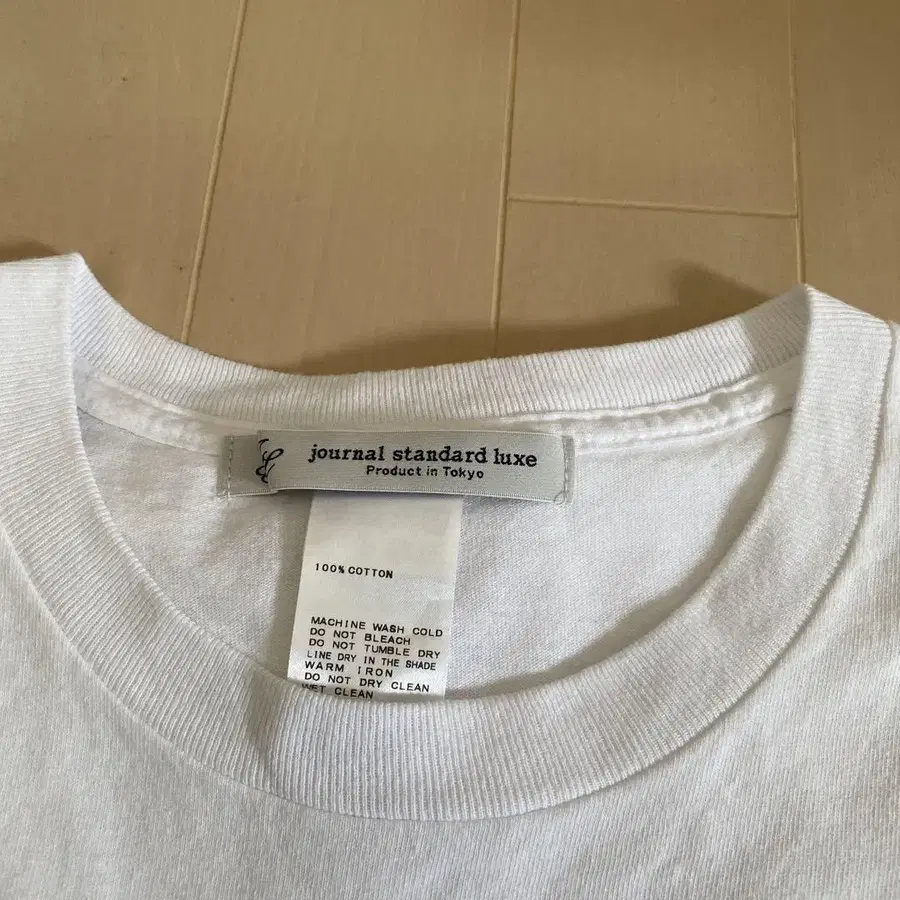 journal standard luxe
Product in Tokyo
100% COTTON
MACHINE WASH COLD
DO NOT BLEACH
DO NOT TUMBLE DRY
LINE DRY IN THE SHADE
WARM IRON
DO NOT DRY CLEAN
WET CLEAN